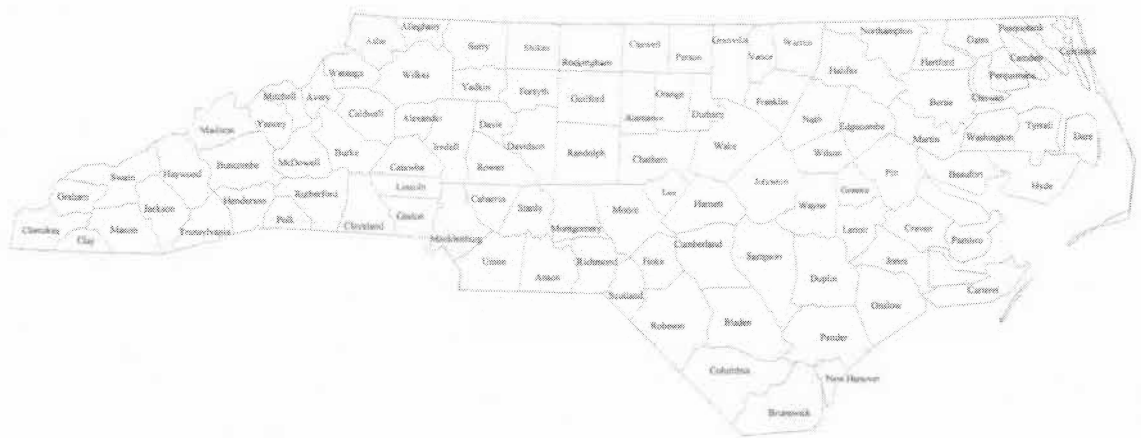 Alleghany
Northampton
Ashe
Surry
Stokes
Rockingham
Caswell
Person
Granville
Vance
Warren
Gates
Pasquotank
Camden
Currituck
Watauga
Wilkes
Halifax
Hertford
Perquimans
Chowan
Mitchell
Avery
Yadkin
Forsyth
Guilford
Orange
Durham
Franklin
Bertie
Madison
Yancey
Caldwell
Alexander
Davie
Alamance
Nash
Edgecombe
Martin
Washington
Tyrrell
Dare
Iredell
Davidson
Randolph
Chatham
Wake
Wilson
Buncombe
McDowell
Burke
Catawba
Rowan
Pitt
Beaufort
Hyde
Swain
Haywood
Graham
Jackson
Henderson
Rutherford
Lincoln
Cabarrus
Stanly
Montgomery
Moore
Lee
Harnett
Johnston
Wayne
Greene
Lenoir
Craven
Pamlico
Cherokee
Clay
Macon
Transylvania
Polk
Cleveland
Gaston
Mecklenburg
Union
Anson
Richmond
Hoke
Cumberland
Sampson
Duplin
Jones
Carteret
Scotland
Onslow
Robeson
Bladen
Pender
Columbus
New Hanover
Brunswick